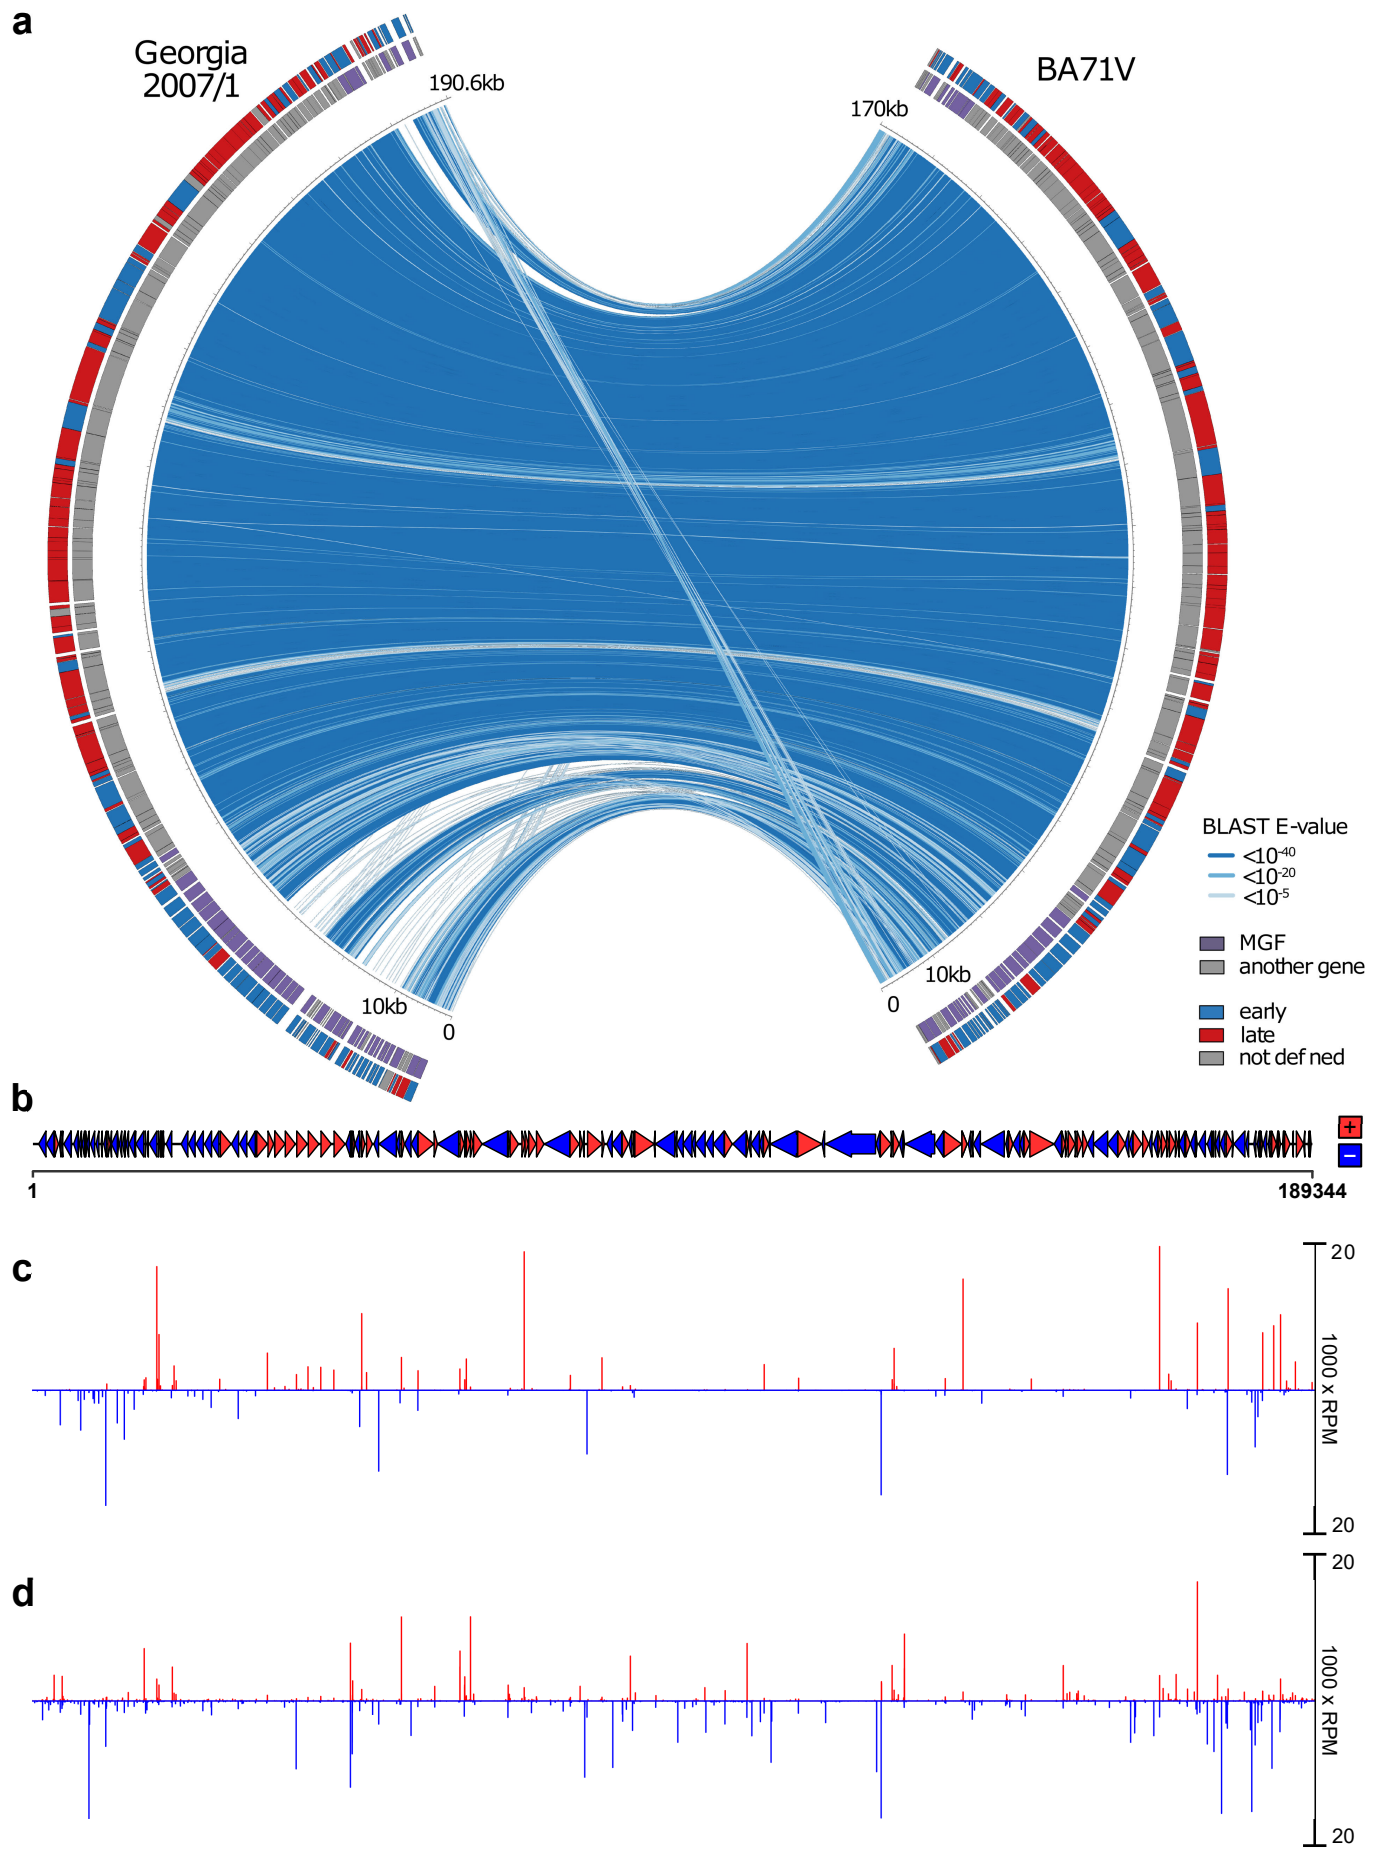 a
Georgia
2007/1
190.6kb
BA71V
170kb
BLAST E-value
<10-40
<10-20
<10-5
MGF
another gene
early
late
not def ned
10kb
0
10kb
0
b
+
−
1
189344
c
20
1000 x RPM
20
d
20
1000 x RPM
20